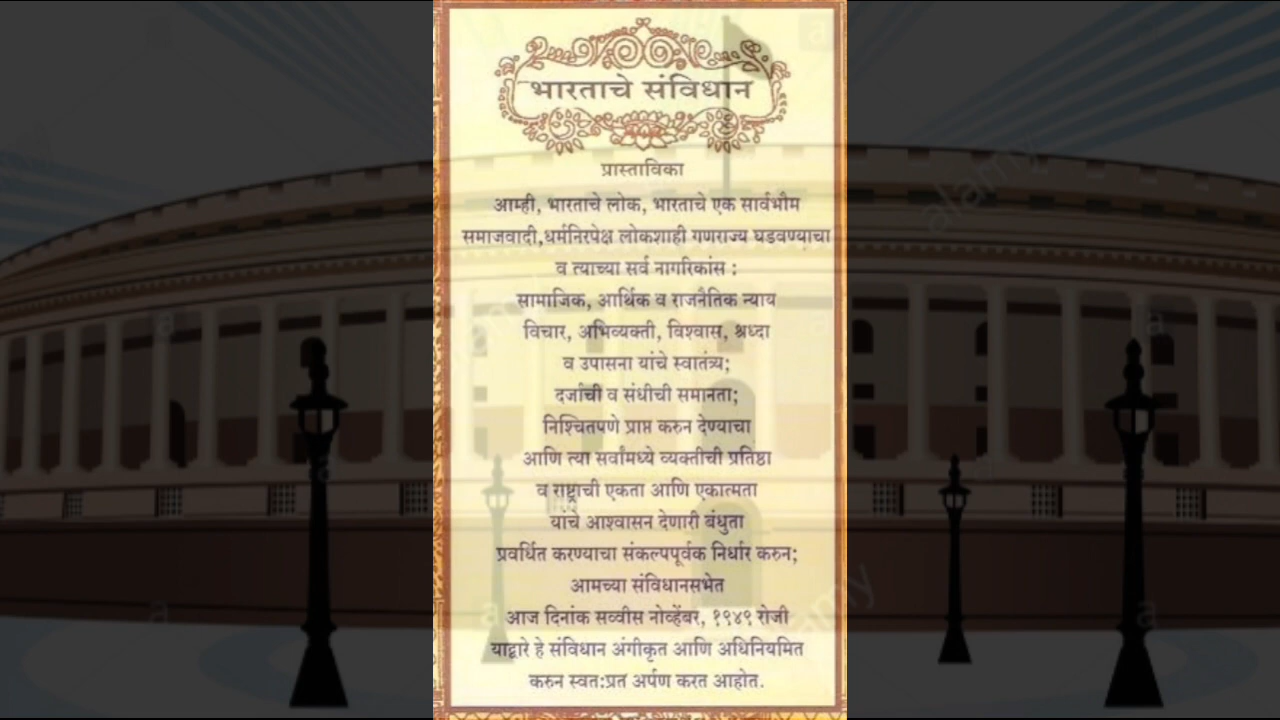 भारताचे संविधान
प्रास्ताविका
आम्ही, भारताचे लोक, भारताचे एक सार्वभौम
समाजवादी,धर्मनिरपेक्ष लोकशाही गणराज्य घडवण्याचा
व त्याच्या सर्व नागरिकांस :
सामाजिक, आर्थिक व राजनैतिक न्याय
विचार, अभिव्यक्ती, विश्वास, श्रध्दा
व उपासना यांचे स्वातंत्र्य;
दर्जाची व संधीची समानता;
निश्चितपणे प्राप्त करुन देण्याचा
आणि त्या सर्वांमध्ये व्यक्तीची प्रतिष्ठा
व राष्ट्राची एकता आणि एकात्मता
यांचे आश्वासन देणारी बंधुता
प्रवर्धित करण्याचा संकल्पपूर्वक निर्धार करुन;
आमच्या संविधानसभेत
आज दिनांक सव्वीस नोव्हेंबर, १९४९ रोजी
याद्वारे हे संविधान अंगीकृत आणि अधिनियमित
करुन स्वतःप्रत अर्पण करत आहोत.
alamy